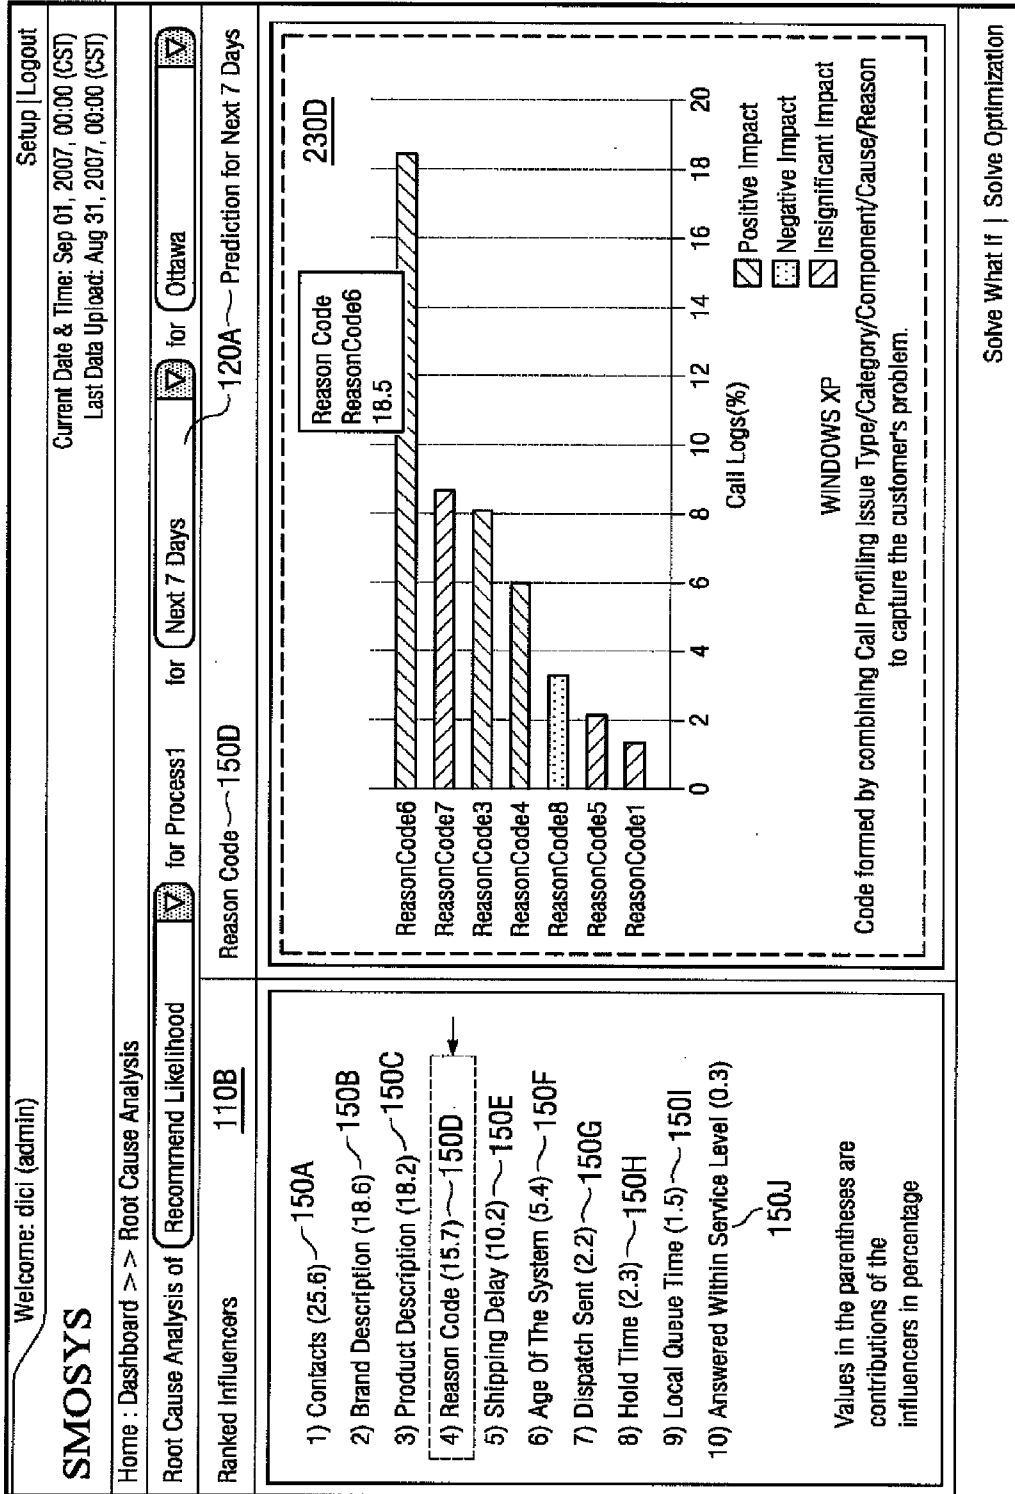 Welcome: dici (admin)
Setup | Logout
SMOSYS
Current Date & Time: Sep 01, 2007, 00:00 (CST)
Last Data Upload: Aug 31, 2007, 00:00 (CST)
Home : Dashboard > > Root Cause Analysis
Root Cause Analysis of Recommend Likelihood for Process1 for Next 7 Days for Ottawa
Ranked Influencers 110B
Reason Code 150D
120A Prediction for Next 7 Days
1) Contacts (25.6) 150A
2) Brand Description (18.6) 150B
3) Product Description (18.2) 150C
4) Reason Code (15.7) 150D
5) Shipping Delay (10.2) 150E
6) Age Of The System (5.4) 150F
7) Dispatch Sent (2.2) 150G
8) Hold Time (2.3) 150H
9) Local Queue Time (1.5) 150I
10) Answered Within Service Level (0.3)
150J
Values in the parentheses are
contributions of the
influencers in percentage
230D
Reason Code
ReasonCode6
18.5
ReasonCode6
ReasonCode7
ReasonCode3
ReasonCode4
ReasonCode8
ReasonCode5
ReasonCode1
0 2 4 6 8 10 12 14 16 18 20
Call Logs(%)
Positive Impact
Negative Impact
Insignificant Impact
WINDOWS XP
Code formed by combining Call Profiling Issue Type/Category/Component/Cause/Reason
to capture the customer's problem.
Solve What If | Solve Optimization